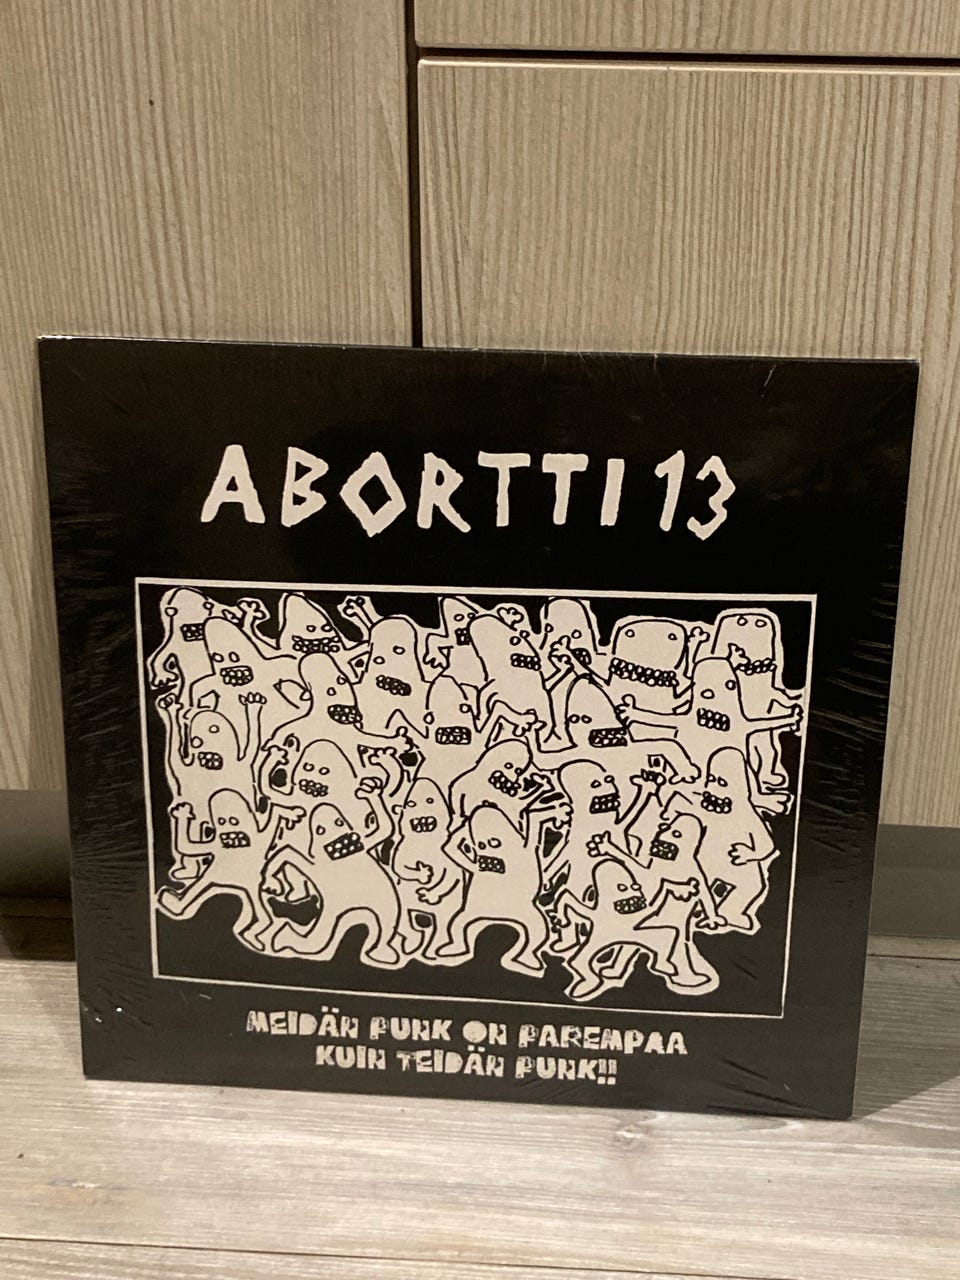 ABORTTI 13
MEIDÄN PUNK ON PAREMPAA
KUIN TEIDÄN PUNK!!